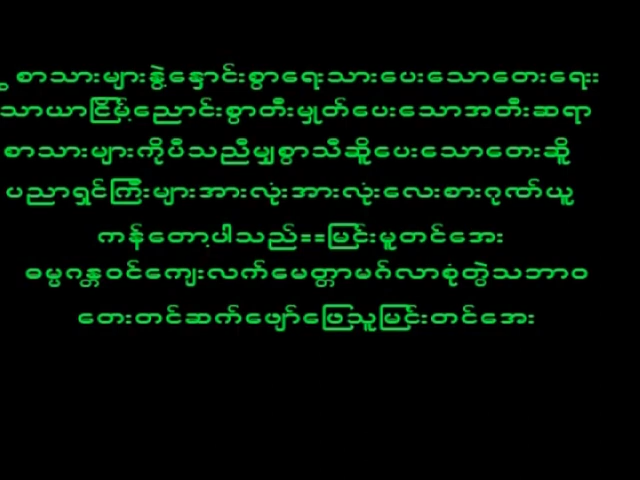 စာသားများနွဲ့နှောင်းစွာရေးသားပေးသောတေးရေး
သာယာငြိမ့်ညောင်းစွာတီးမှုတ်ပေးသောအတီးဆရာ
စာသားများကိုပီသညီမျှစွာသီဆိုပေးသောတေးဆို
ပညာရှင်ကြီးများအားလုံးအားလုံးလေးစားဂုဏ်ယူ
ကန်တော့ပါသည်==မြင်းမူတင်အေး
ဓမ္မဂန္တဝင်ကျေးလက်မေတ္တာမဂ်လာစုံတွဲသဘာဝ
တေးတင်ဆက်ဖျော်ဖြေသူမြင်းတင်အေး